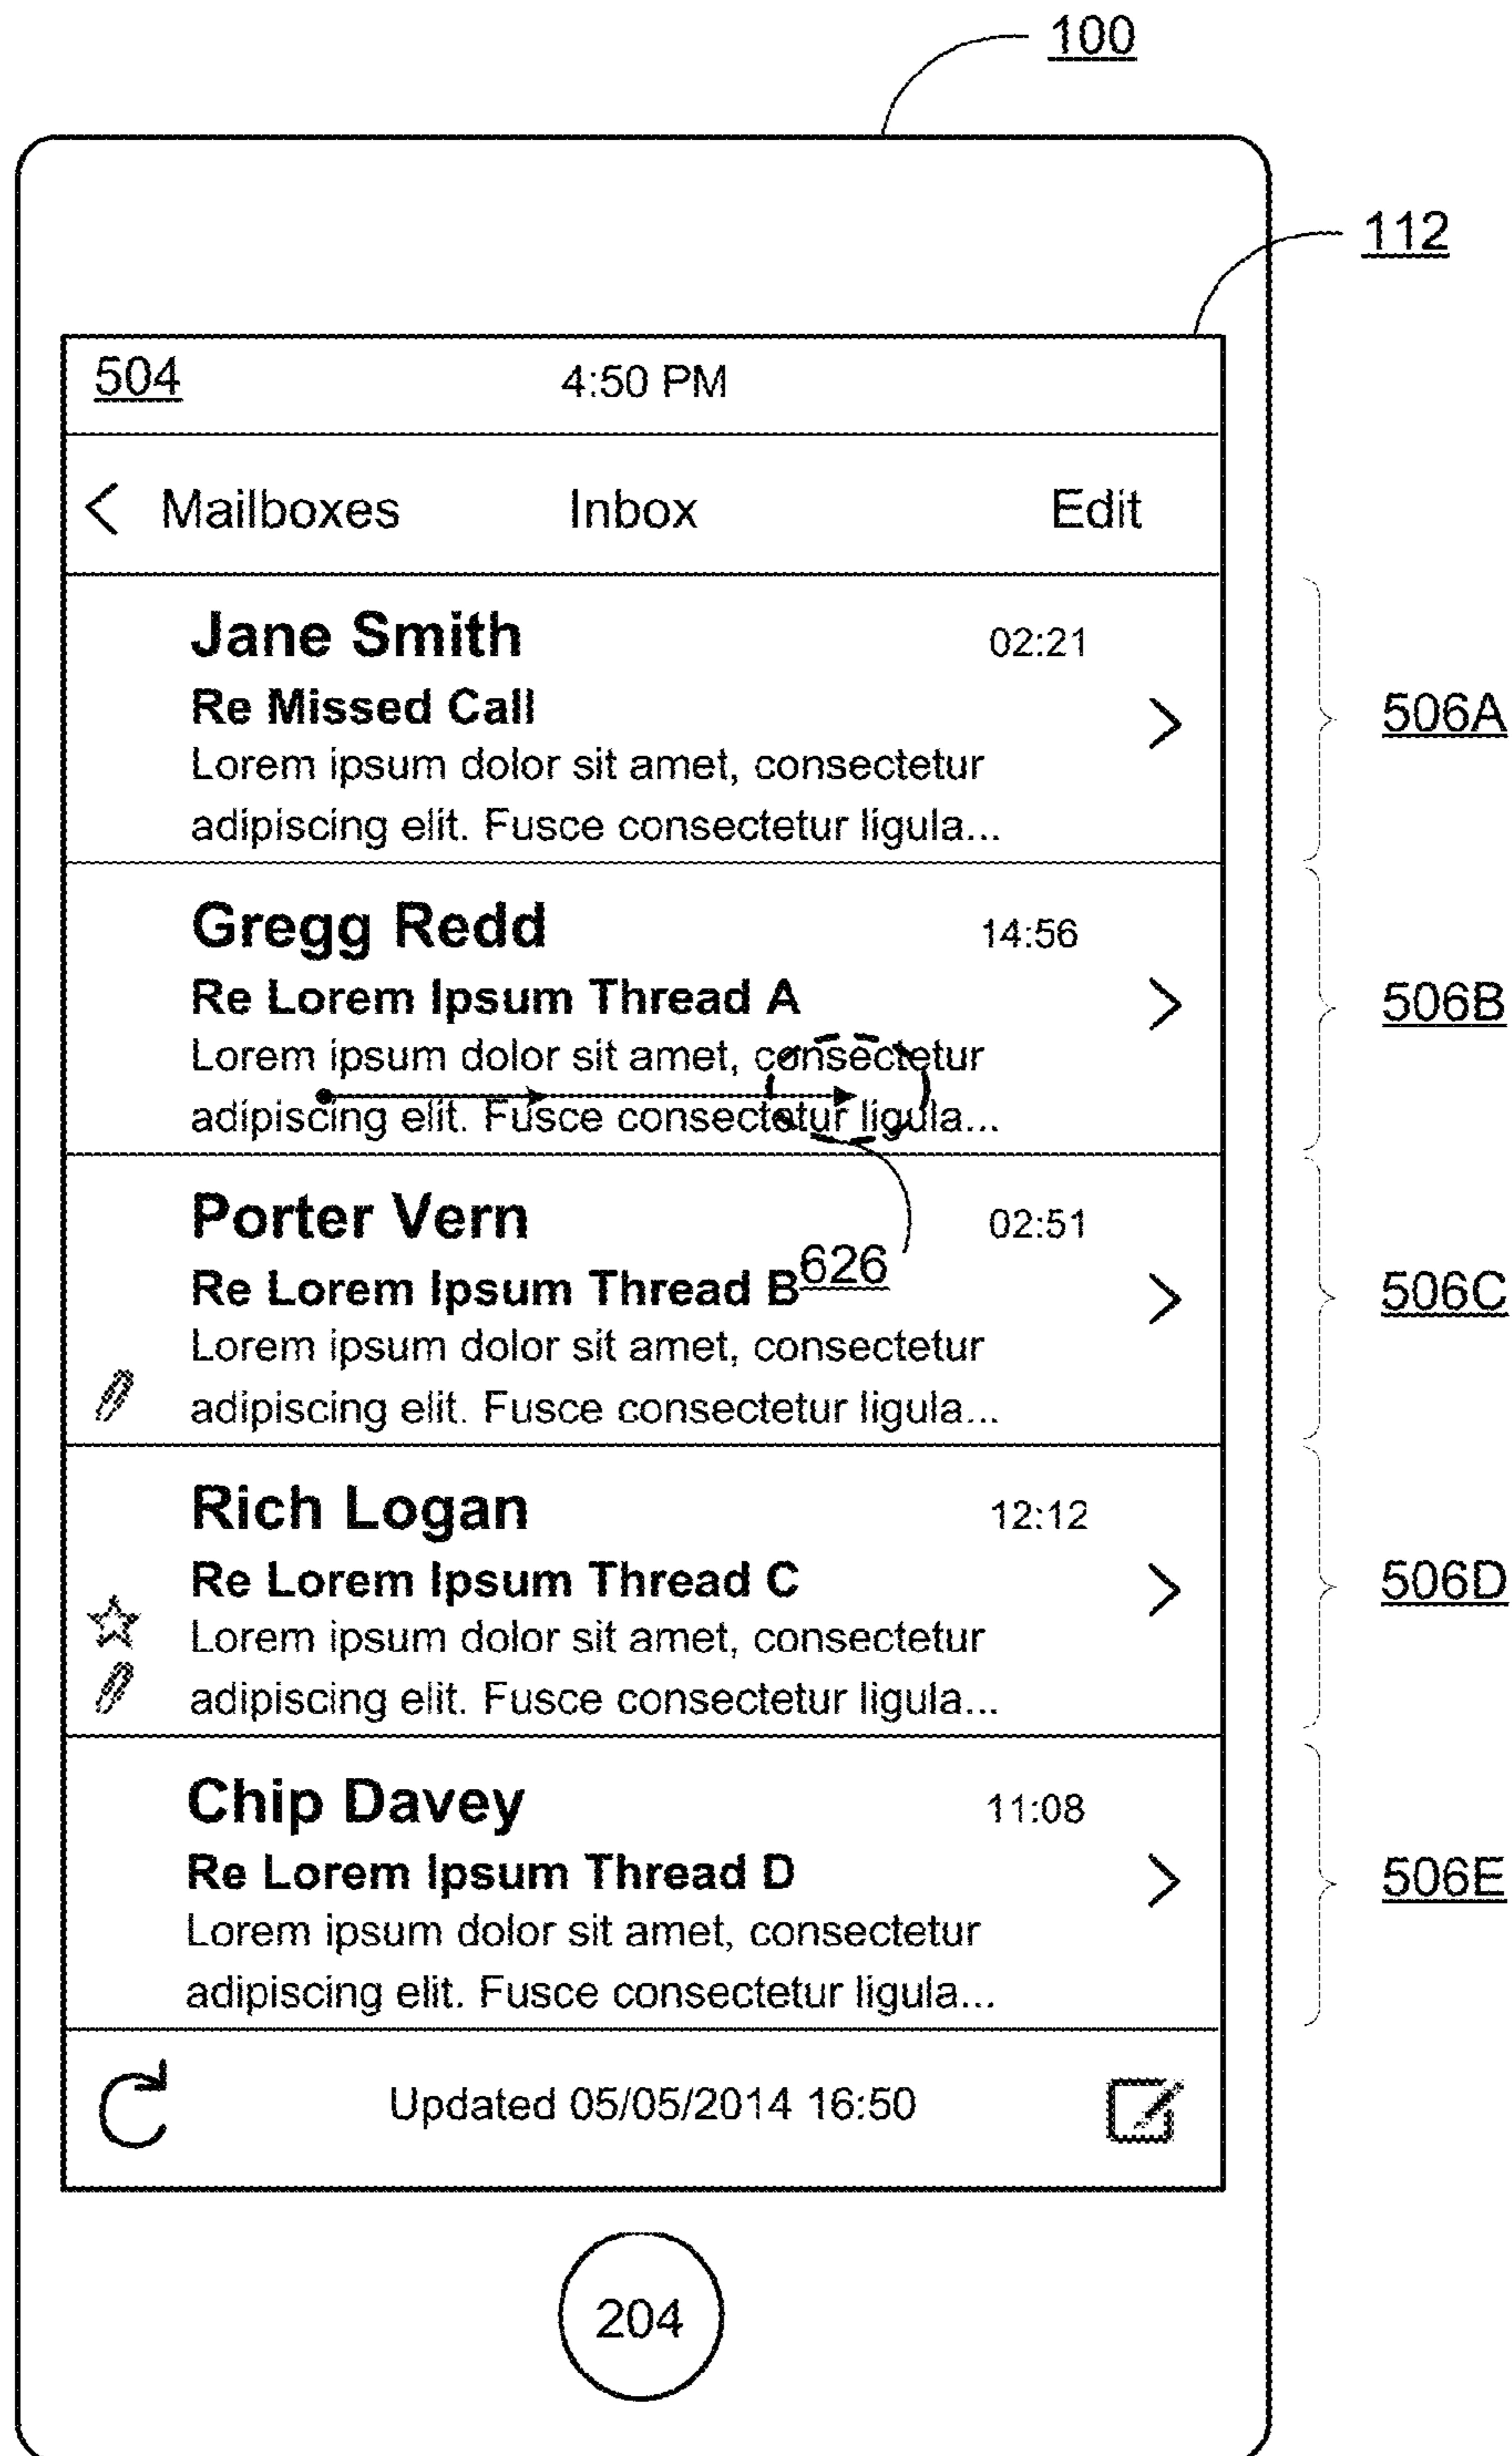 100
112
504 4:50 PM
< Mailboxes Inbox Edit
Jane Smith 02:21
Re Missed Call >
506A
Lorem ipsum dolor sit amet, consectetur
adipiscing elit. Fusce consectetur ligula...
Gregg Redd 14:56
Re Lorem Ipsum Thread A >
506B
Lorem ipsum dolor sit amet, consectetur
adipiscing elit. Fusce consectetur ligula...
Porter Vern 02:51
626
Re Lorem Ipsum Thread B >
506C
Lorem ipsum dolor sit amet, consectetur
adipiscing elit. Fusce consectetur ligula...
Rich Logan 12:12
Re Lorem Ipsum Thread C >
506D
Lorem ipsum dolor sit amet, consectetur
adipiscing elit. Fusce consectetur ligula...
Chip Davey 11:08
Re Lorem Ipsum Thread D >
506E
Lorem ipsum dolor sit amet, consectetur
adipiscing elit. Fusce consectetur ligula...
Updated 05/05/2014 16:50
204